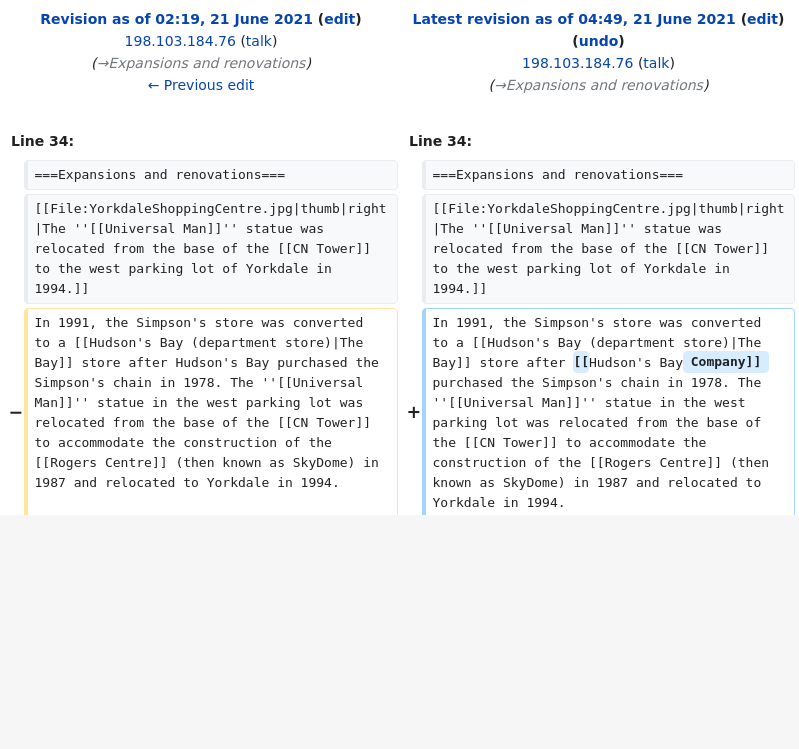 Revision as of 02:19, 21 June 2021 (edit)
198.103.184.76 (talk)
(→Expansions and renovations)
← Previous edit
Latest revision as of 04:49, 21 June 2021 (edit)
(undo)
198.103.184.76 (talk)
(→Expansions and renovations)
Line 34:
===Expansions and renovations===
[[File:YorkdaleShoppingCentre.jpg|thumb|right
|The ''[[Universal Man]]'' statue was
relocated from the base of the [[CN Tower]]
to the west parking lot of Yorkdale in
1994.]]
−
In 1991, the Simpson's store was converted
to a [[Hudson's Bay (department store)|The
Bay]] store after Hudson's Bay purchased the
Simpson's chain in 1978. The ''[[Universal
Man]]'' statue in the west parking lot was
relocated from the base of the [[CN Tower]]
to accommodate the construction of the
[[Rogers Centre]] (then known as SkyDome) in
1987 and relocated to Yorkdale in 1994.
Line 34:
===Expansions and renovations===
[[File:YorkdaleShoppingCentre.jpg|thumb|right
|The ''[[Universal Man]]'' statue was
relocated from the base of the [[CN Tower]]
to the west parking lot of Yorkdale in
1994.]]
+
In 1991, the Simpson's store was converted
to a [[Hudson's Bay (department store)|The
Bay]] store after [[Hudson's Bay Company]]
purchased the Simpson's chain in 1978. The
''[[Universal Man]]'' statue in the west
parking lot was relocated from the base of
the [[CN Tower]] to accommodate the
construction of the [[Rogers Centre]] (then
known as SkyDome) in 1987 and relocated to
Yorkdale in 1994.